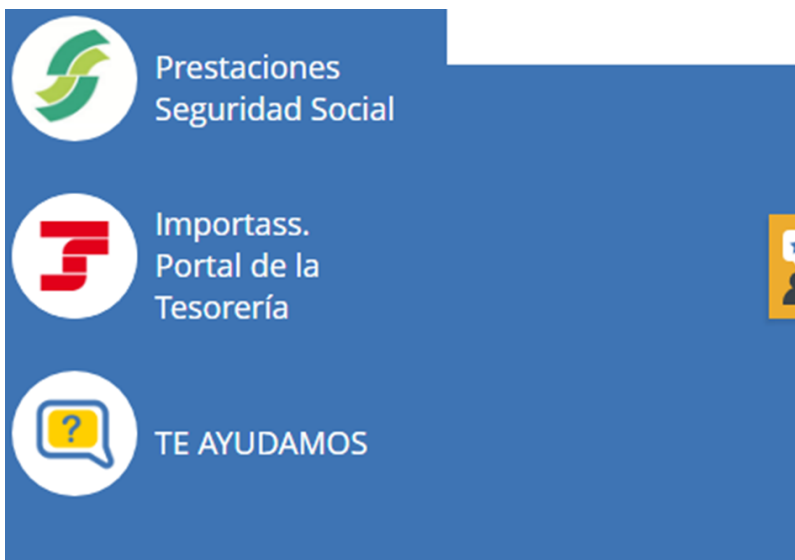 Prestaciones
Seguridad Social
Importass.
Portal de la
Tesorería
?
TE AYUDAMOS